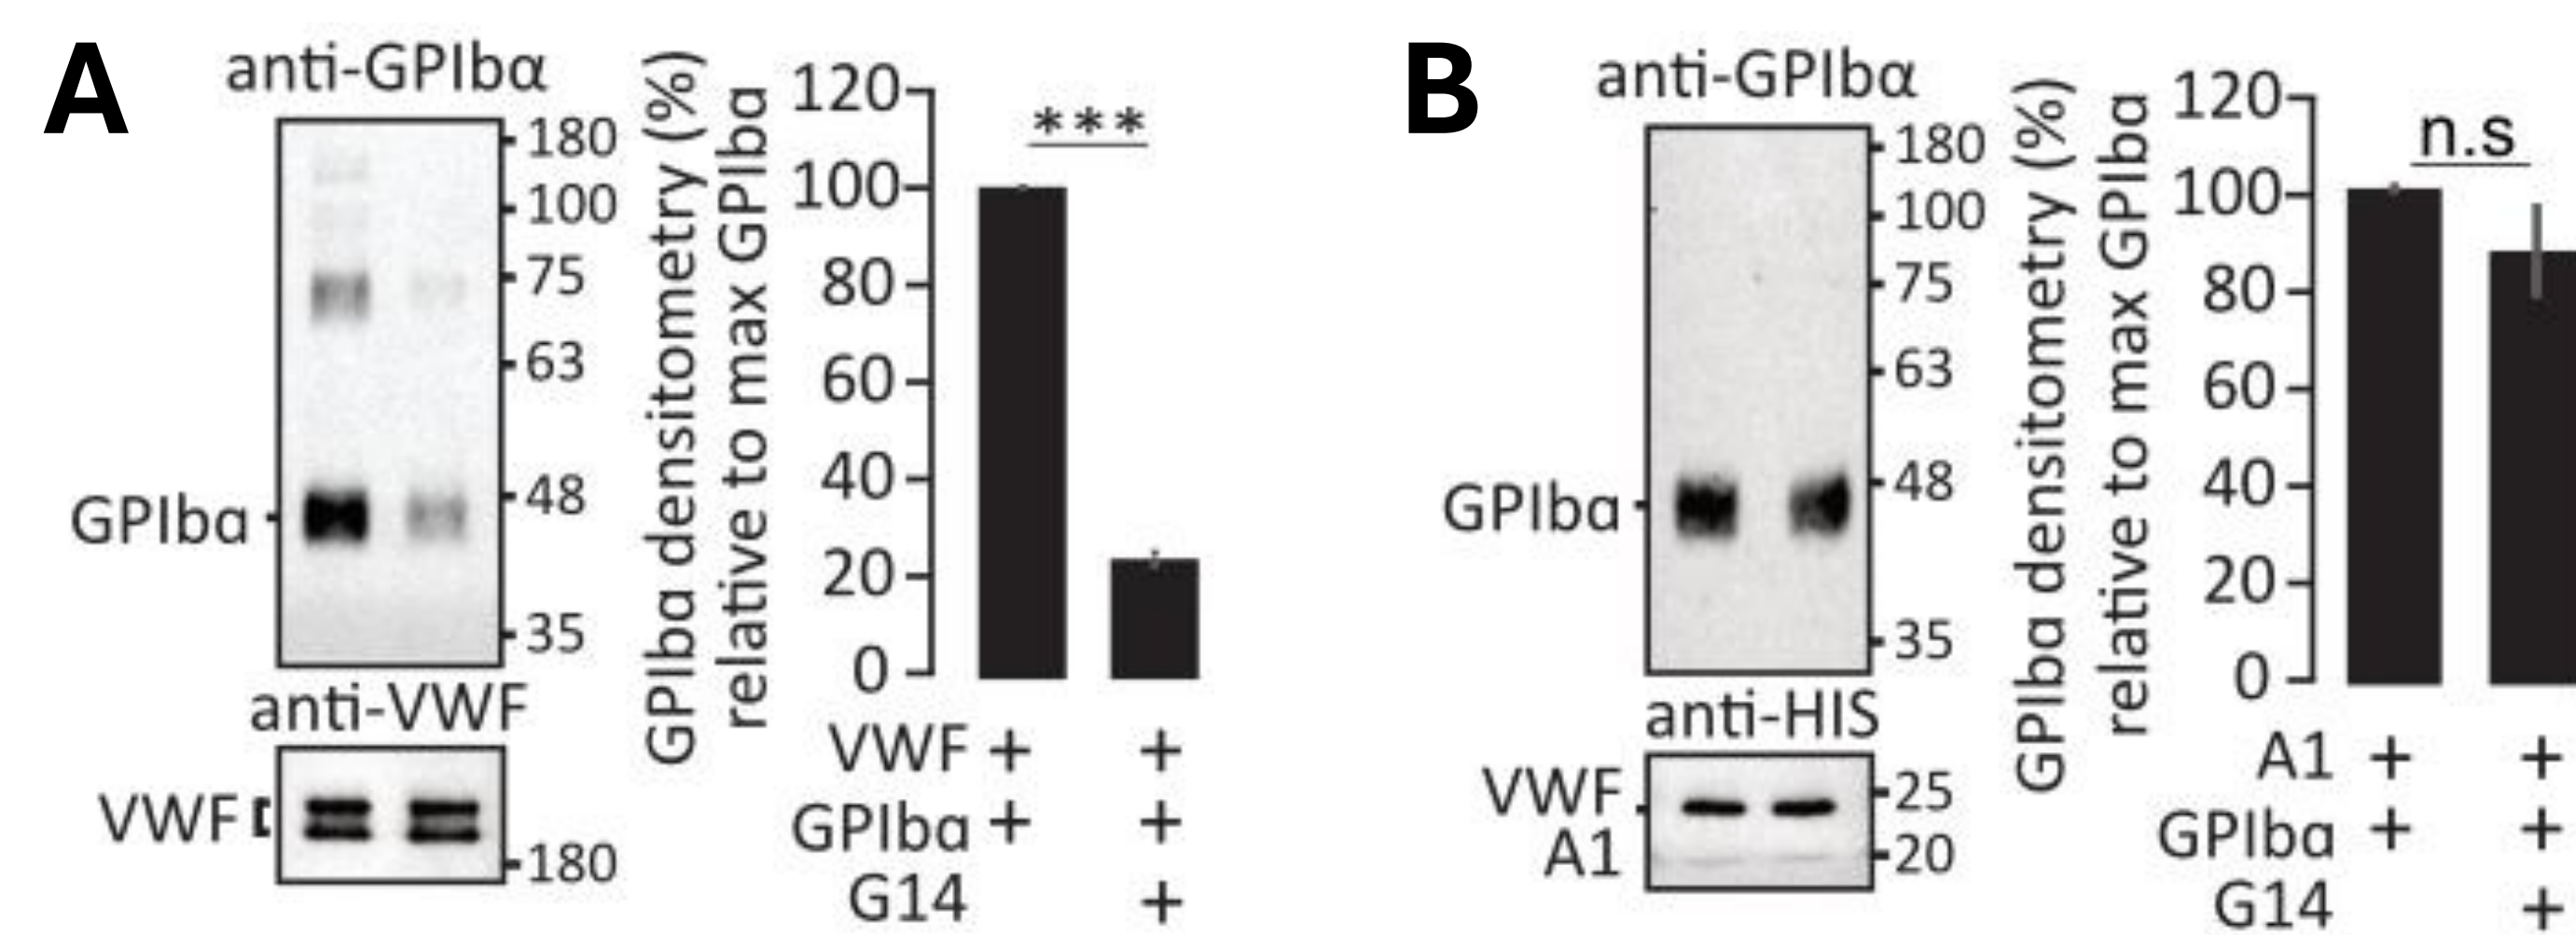 A
anti-GPIbα
180
100
75
63
48
35
GPIbα
anti-VWF
VWF [
180
GPIbα densitometry (%)
relative to max GPIbα
120
100
80
60
40
20
0
***
VWF + +
GPIbα + +
G14 +
B
anti-GPIbα
180
100
75
63
48
35
GPIbα
anti-HIS
VWF
A1
25
20
GPIbα densitometry (%)
relative to max GPIbα
120
100
80
60
40
20
0
n.s
A1 + +
GPIbα + +
G14 +